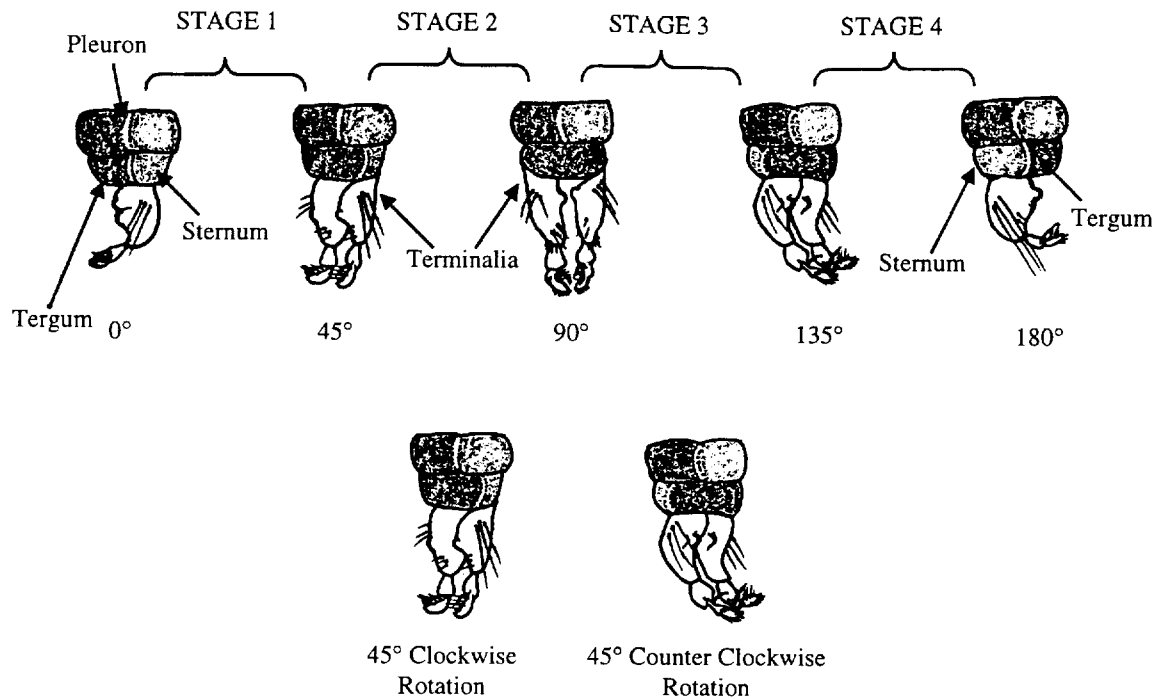 STAGE 1 STAGE 2 STAGE 3 STAGE 4
Pleuron
Sternum
Tergum
Terminalia
Sternum
Tergum
0° 45° 90° 135° 180°
45° Clockwise
Rotation
45° Counter Clockwise
Rotation